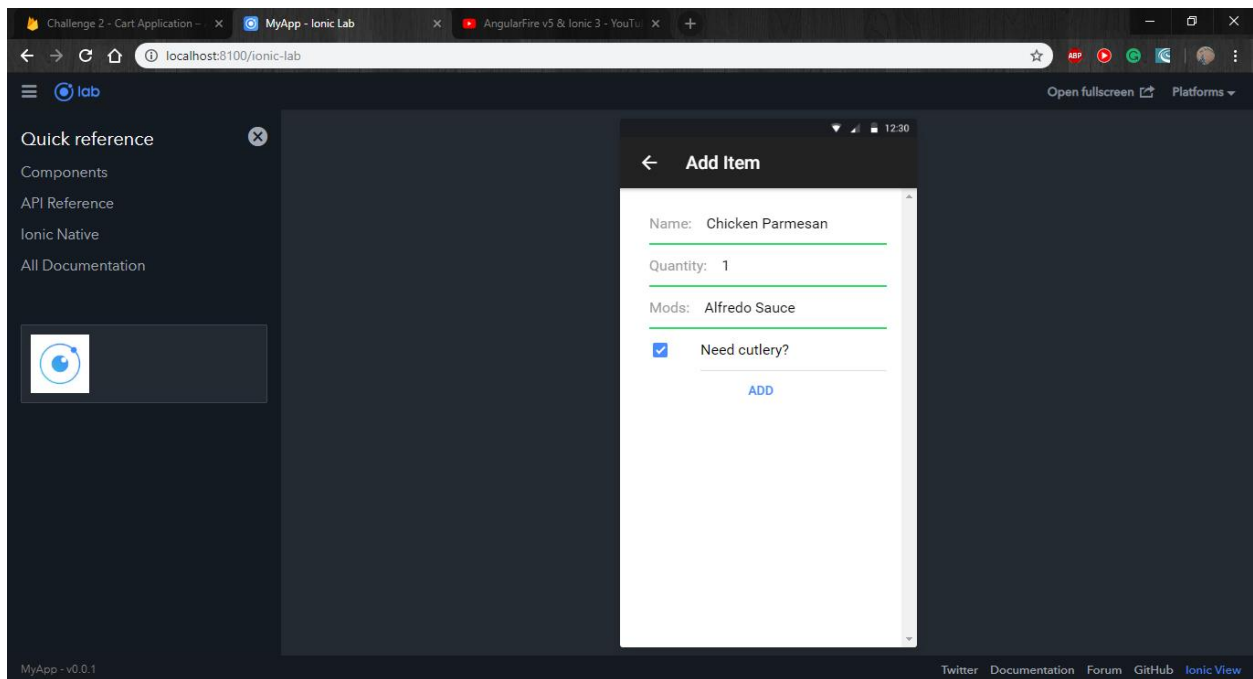 Challenge 2 - Cart Application –
MyApp - Ionic Lab
AngularFire v5 & Ionic 3 - YouTu
localhost:8100/ionic-lab
ABP
lab
Open fullscreen
Platforms
Quick reference
Components
API Reference
Ionic Native
All Documentation
12:30
Add Item
Name: Chicken Parmesan
Quantity: 1
Mods: Alfredo Sauce
Need cutlery?
ADD
MyApp - v0.0.1
Twitter Documentation Forum GitHub Ionic View